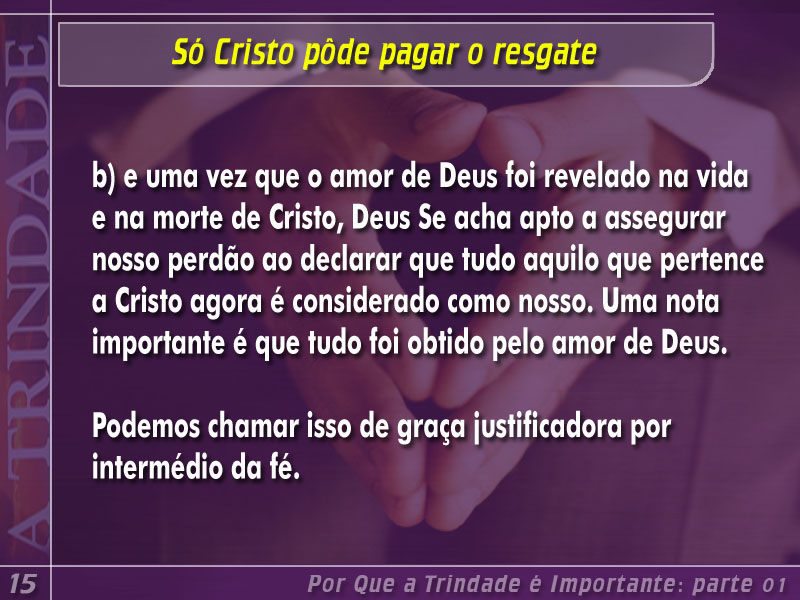 Só Cristo pôde pagar o resgate
A TRINDADE
b) e uma vez que o amor de Deus foi revelado na vida
e na morte de Cristo, Deus Se acha apto a assegurar
nosso perdão ao declarar que tudo aquilo que pertence
a Cristo agora é considerado como nosso. Uma nota
importante é que tudo foi obtido pelo amor de Deus.
Podemos chamar isso de graça justificadora por
intermédio da fé.
15
Por Que a Trindade é Importante: parte 01